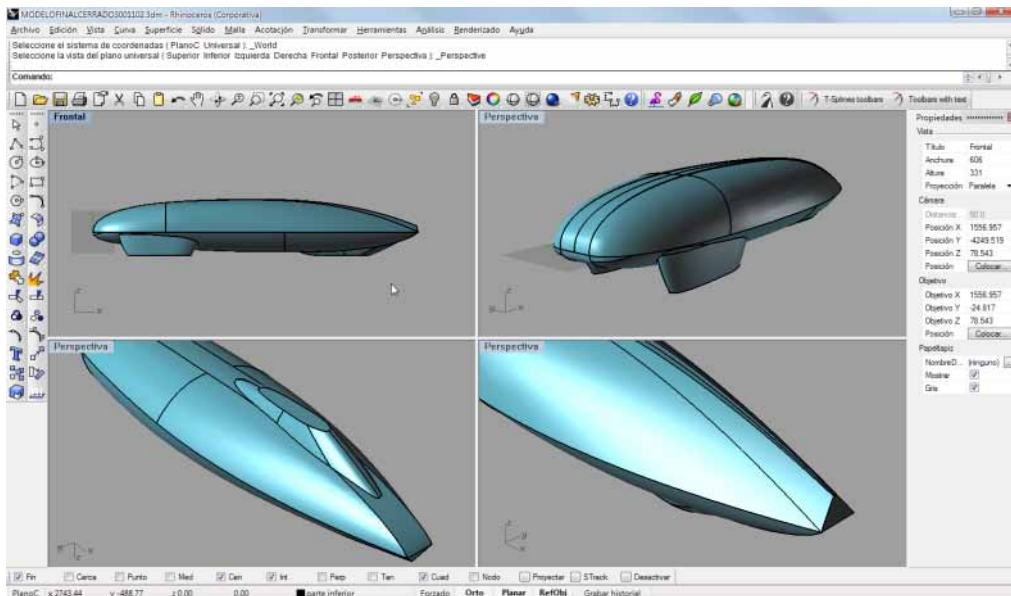 MODELOFINALCERRADO3001102.3dm - Rhinoceros (Corporativa)
Archivo Edición Vista Curva Superficie Sólido Malla Acotación Transformar Herramientas Análisis Renderizado Ayuda
Seleccione el sistema de coordenadas ( PlanoC Universal ): _World
Seleccione la vista del plano universal ( Superior Inferior Izquierda Derecha Frontal Posterior Perspectiva ): _Perspective
Comando:
T-Splines toolbars Toolbars with text
Frontal
Perspectiva
Perspectiva
Perspectiva
Propiedades
Vista
Título Frontal
Anchura 606
Altura 331
Proyección Paralela
Cámara
Distancia 50.0
Posición X 1556.957
Posición Y -4249.519
Posición Z 78.543
Posición Colocar...
Objetivo
Objetivo X 1556.957
Objetivo Y -24.817
Objetivo Z 78.543
Posición Colocar...
Papeltapiz
NombreD... (ninguno) ...
Mostrar
Gris
z x
z y x
z y x
z y x
Fin Cerca Punto Med Cen Int Perp Tan Cuad Nodo Proyectar STrack Desactivar
PlanoC x 2743.44 y -488.77 z 0.00 0.00 parte inferior Forzado Orto Planar RefObj Grabar historial